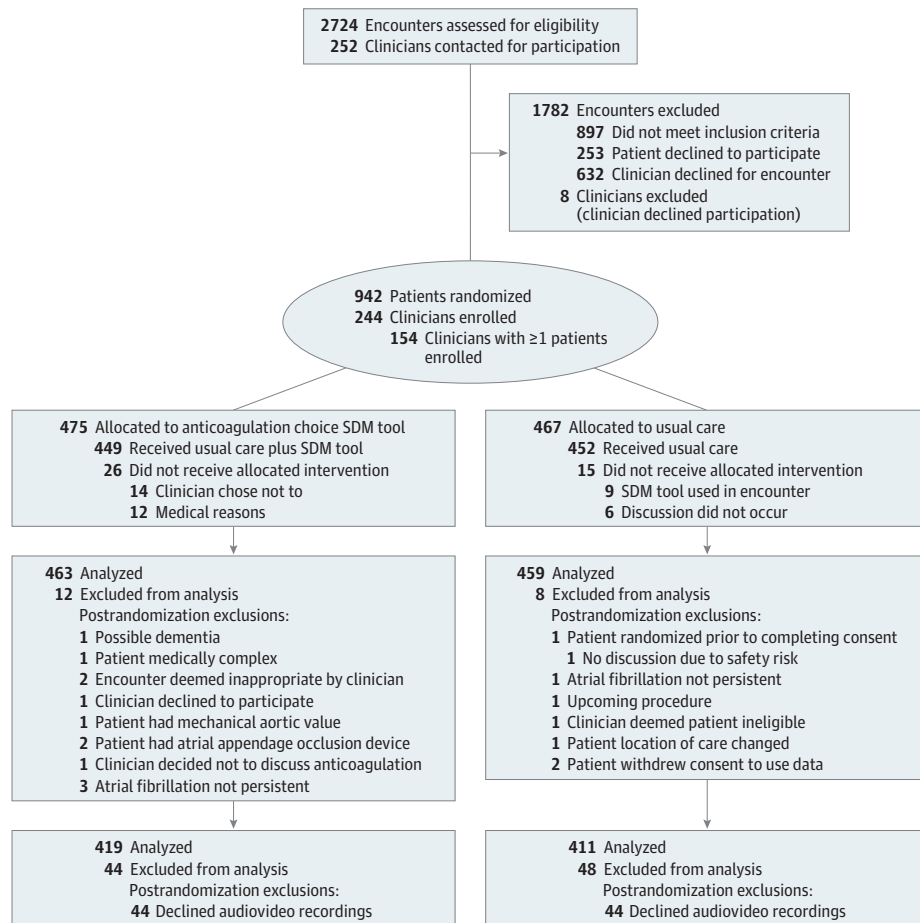 2724 Encounters assessed for eligibility
252 Clinicians contacted for participation
1782 Encounters excluded
897 Did not meet inclusion criteria
253 Patient declined to participate
632 Clinician declined for encounter
8 Clinicians excluded
(clinician declined participation)
942 Patients randomized
244 Clinicians enrolled
154 Clinicians with ≥1 patients
enrolled
475 Allocated to anticoagulation choice SDM tool
449 Received usual care plus SDM tool
26 Did not receive allocated intervention
14 Clinician chose not to
12 Medical reasons
467 Allocated to usual care
452 Received usual care
15 Did not receive allocated intervention
9 SDM tool used in encounter
6 Discussion did not occur
463 Analyzed
12 Excluded from analysis
Postrandomization exclusions:
1 Possible dementia
1 Patient medically complex
2 Encounter deemed inappropriate by clinician
1 Clinician declined to participate
1 Patient had mechanical aortic value
2 Patient had atrial appendage occlusion device
1 Clinician decided not to discuss anticoagulation
3 Atrial fibrillation not persistent
459 Analyzed
8 Excluded from analysis
Postrandomization exclusions:
1 Patient randomized prior to completing consent
1 No discussion due to safety risk
1 Atrial fibrillation not persistent
1 Upcoming procedure
1 Clinician deemed patient ineligible
1 Patient location of care changed
2 Patient withdrew consent to use data
419 Analyzed
44 Excluded from analysis
Postrandomization exclusions:
44 Declined audiovideo recordings
411 Analyzed
48 Excluded from analysis
Postrandomization exclusions:
44 Declined audiovideo recordings